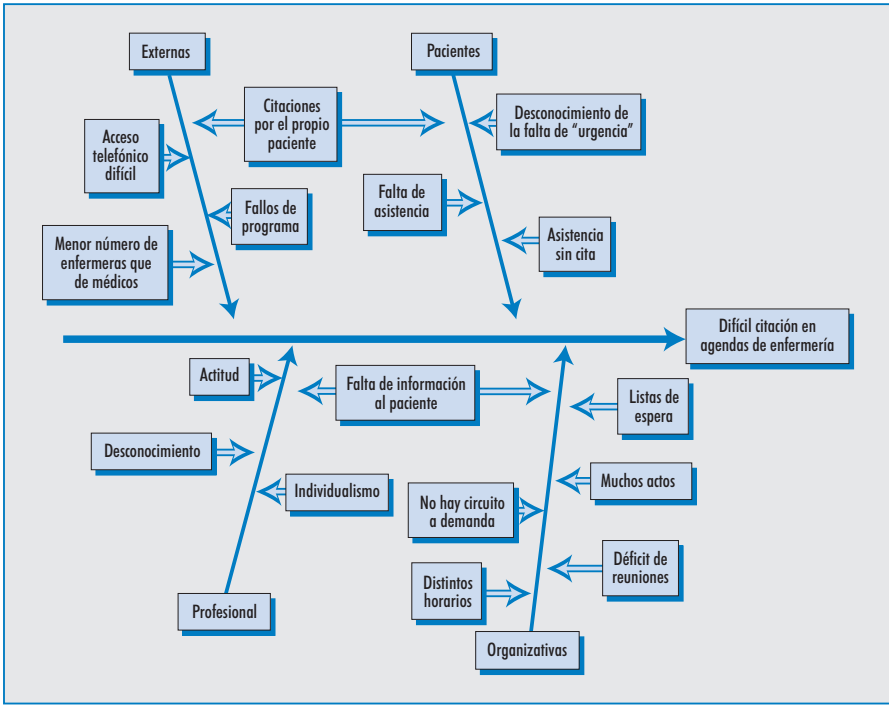 Externas
Pacientes
Citaciones
por el propio
paciente
Desconocimiento de
la falta de “urgencia”
Acceso
telefónico
difícil
Falta de
asistencia
Fallos de
programa
Asistencia
sin cita
Menor número de
enfermeras que
de médicos
Difícil citación en
agendas de enfermería
Actitud
Falta de información
al paciente
Listas de
espera
Desconocimiento
Individualismo
Muchos actos
No hay circuito
a demanda
Déficit de
reuniones
Distintos
horarios
Profesional
Organizativas